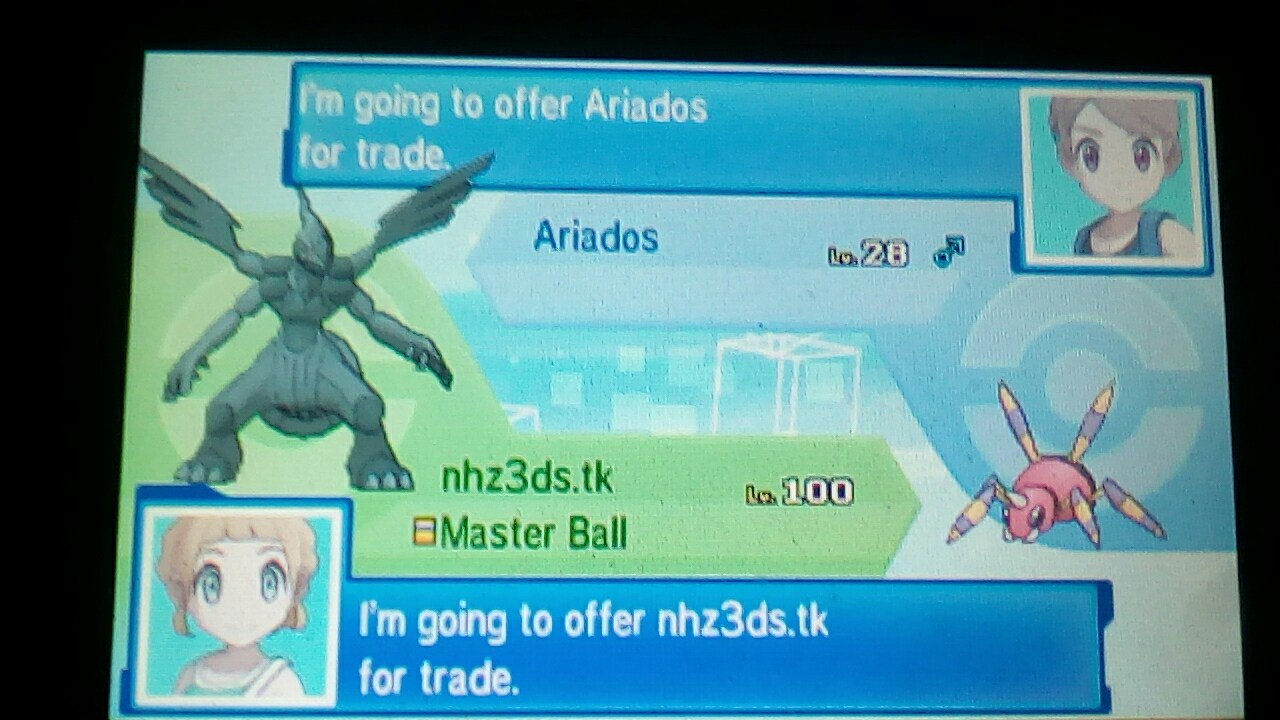 I'm going to offer Ariados
for trade.
Ariados
Lv.28 ♂
nhz3ds.tk
Lv.100
Master Ball
I'm going to offer nhz3ds.tk
for trade.